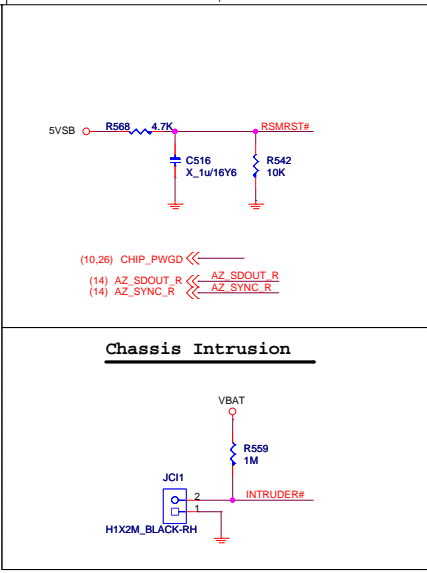 5VSB R568 4.7K RSMRST#
C516 R542
X_1u/16Y6 10K
(10,26) CHIP_PWGD
(14) AZ_SDOUT_R AZ_SDOUT_R
(14) AZ_SYNC_R AZ_SYNC_R
Chassis Intrusion
VBAT
R559
1M
JCI1
2 INTRUDER#
1
H1X2M_BLACK-RH